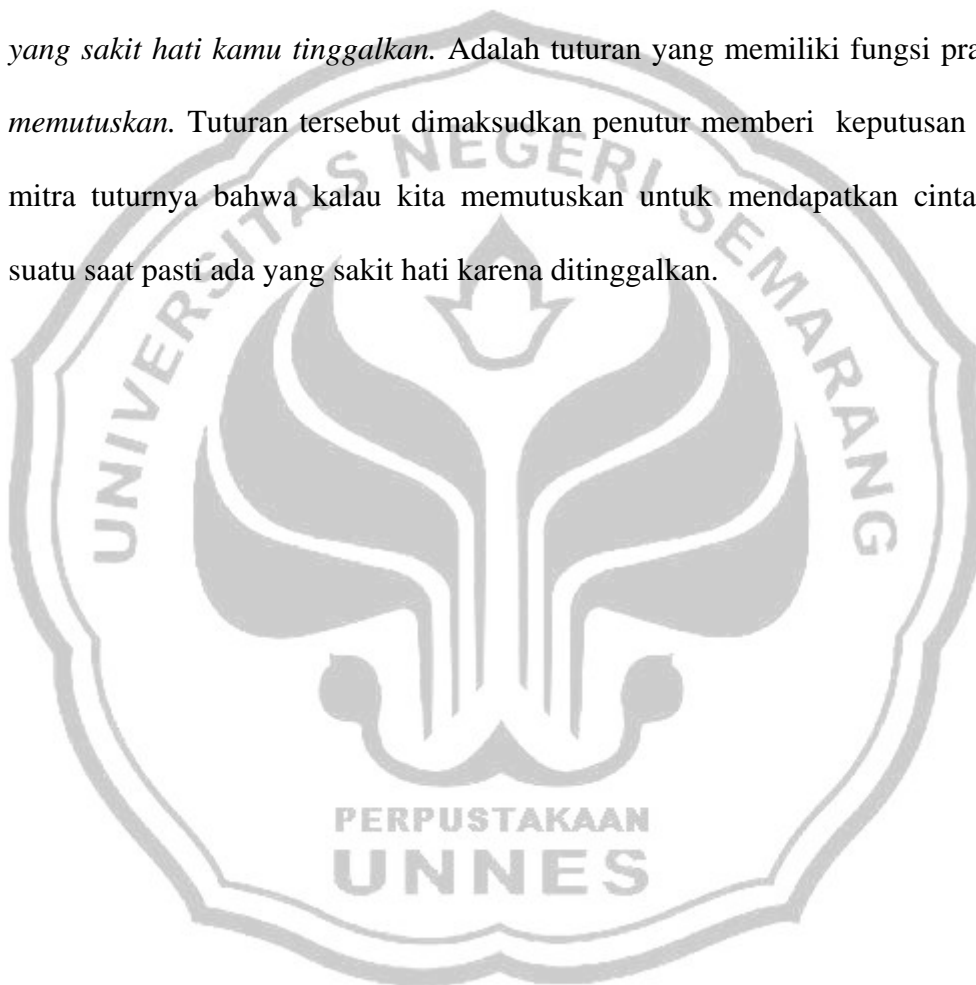 yang sakit hati kamu tinggalkan. Adalah tuturan yang memiliki fungsi pra
memutuskan. Tuturan tersebut dimaksudkan penutur memberi keputusan
mitra tuturnya bahwa kalau kita memutuskan untuk mendapatkan cinta
suatu saat pasti ada yang sakit hati karena ditinggalkan.
UNIVERSITAS NEGERI SEMARANG
PERPUSTAKAAN
UNNES